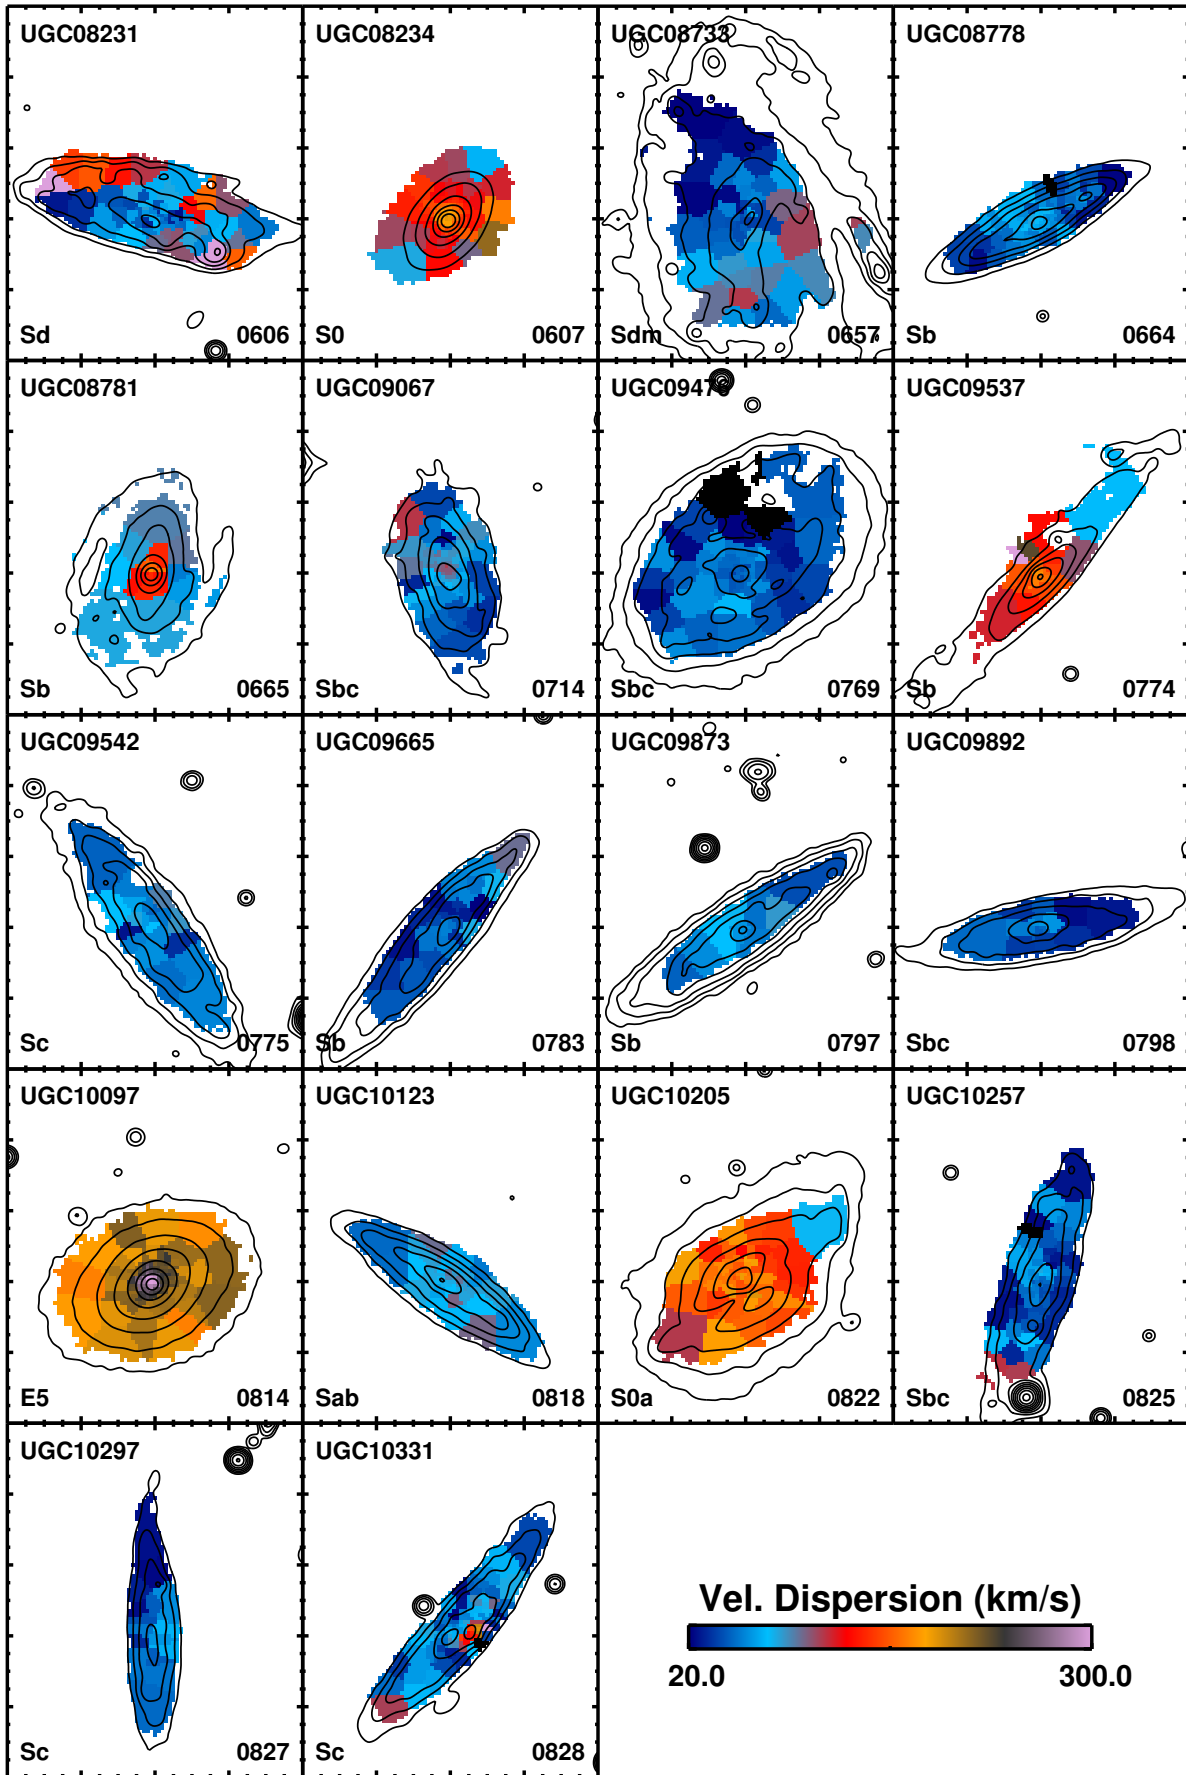 UGC08231 UGC08234 UGC08733 UGC08778
Sd 0606 S0 0607 Sdm 0657 Sb 0664
UGC08781 UGC09067 UGC09476 UGC09537
Sb 0665 Sbc 0714 Sbc 0769 Sb 0774
UGC09542 UGC09665 UGC09873 UGC09892
Sc 0775 Sb 0783 Sb 0797 Sbc 0798
UGC10097 UGC10123 UGC10205 UGC10257
E5 0814 Sab 0818 S0a 0822 Sbc 0825
UGC10297 UGC10331
Sc 0827 Sc 0828
Vel. Dispersion (km/s)
20.0 300.0